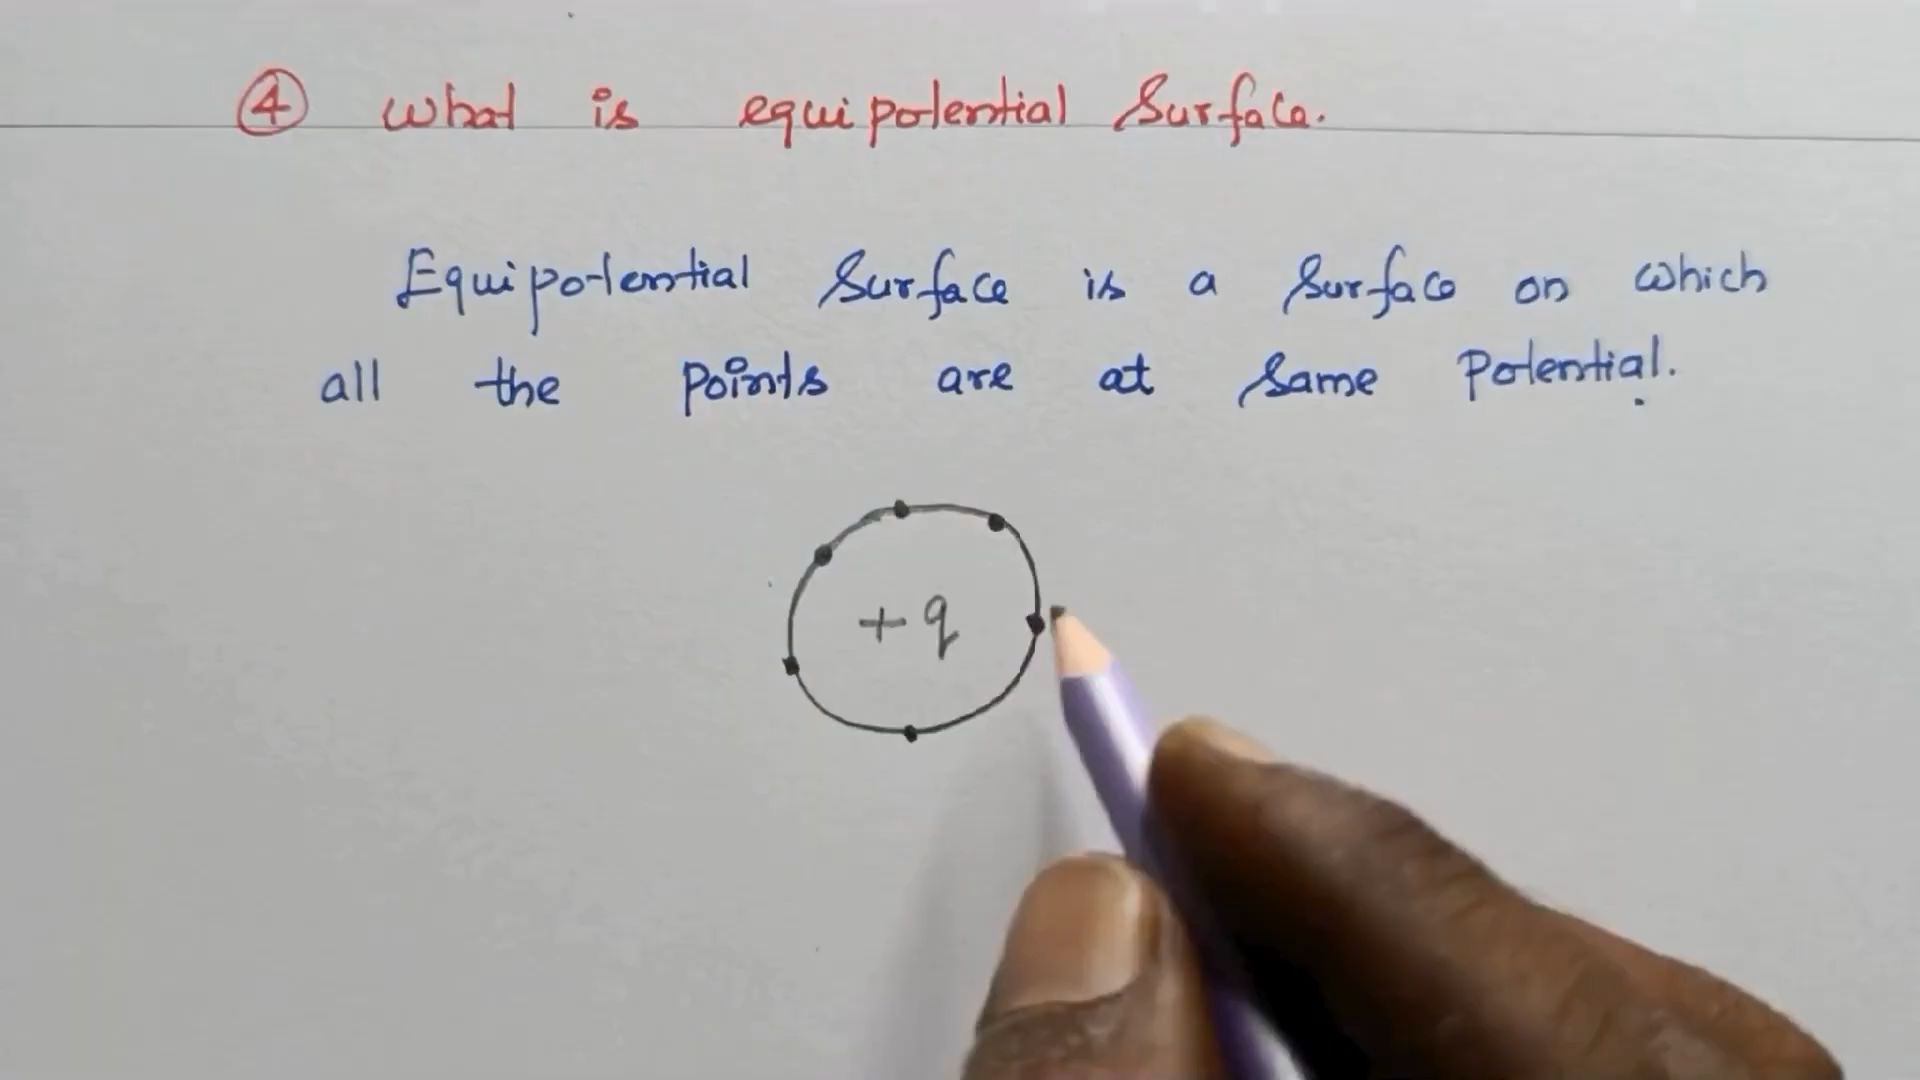 ④ What is equipotential Surface.
Equipotential Surface is a Surface on which
all the points are at same Potential.
+ q